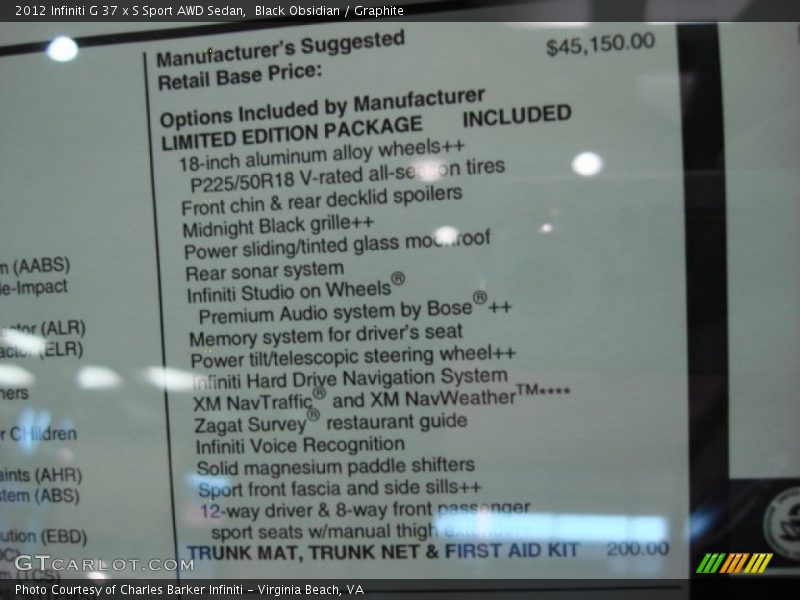 2012 Infiniti G 37 x S Sport AWD Sedan, Black Obsidian / Graphite
Manufacturer's Suggested
Retail Base Price: $45,150.00
Options Included by Manufacturer
LIMITED EDITION PACKAGE INCLUDED
18-inch aluminum alloy wheels++
P225/50R18 V-rated all-season tires
Front chin & rear decklid spoilers
Midnight Black grille++
Power sliding/tinted glass moonroof
Rear sonar system
Infiniti Studio on Wheels®
Premium Audio system by Bose®++
Memory system for driver's seat
Power tilt/telescopic steering wheel++
Infiniti Hard Drive Navigation System
XM NavTraffic® and XM NavWeather™****
Zagat Survey® restaurant guide
Infiniti Voice Recognition
Solid magnesium paddle shifters
Sport front fascia and side sills++
12-way driver & 8-way front passenger
sport seats w/manual thigh
TRUNK MAT, TRUNK NET & FIRST AID KIT 200.00
(AABS)
le-Impact
(ALR)
(ELR)
CHildren
(AHR)
(ABS)
(EBD)
(TCS)
GTCARLOT.COM
Photo Courtesy of Charles Barker Infiniti - Virginia Beach, VA